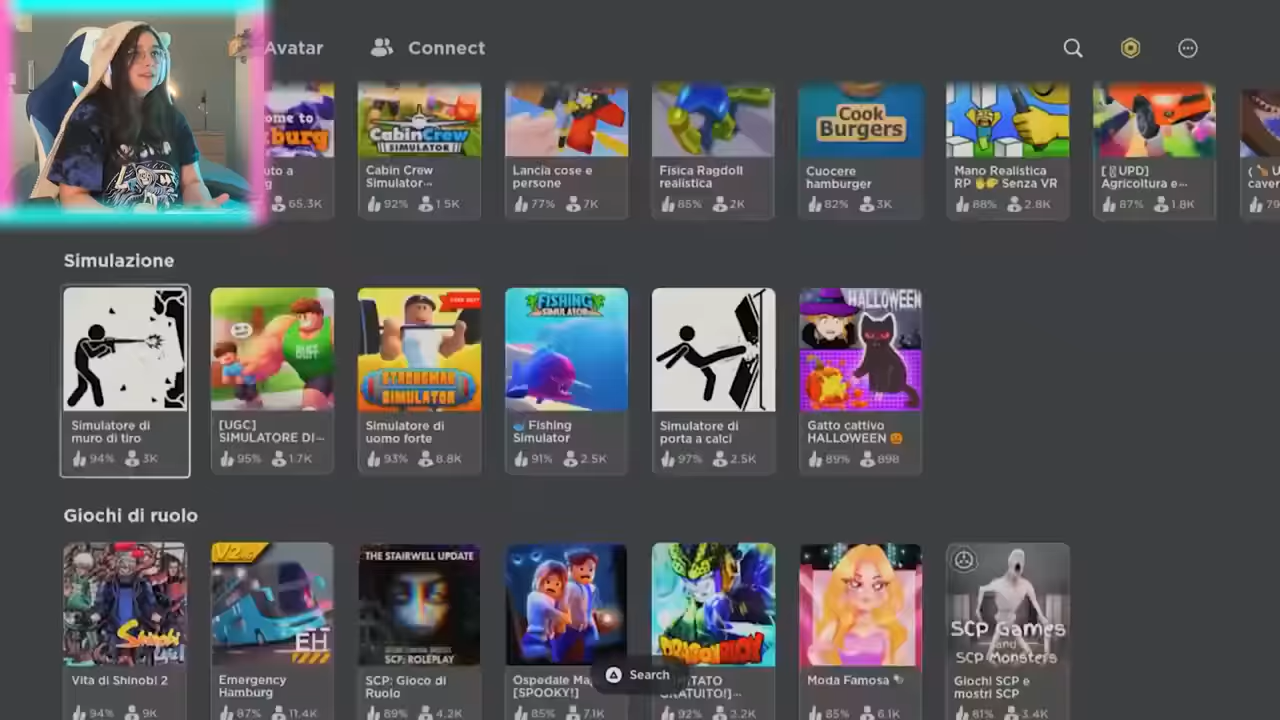 Avatar
Connect
Cabin Crew
SIMULATOR
Cook
Burgers
Cabin Crew
Simulator...
92% 1.5K
Lancia cose e
persone
77% 7K
Fisica Ragdoll
realistica
85% 2K
Cuocere
hamburger
82% 3K
Mano Realistica
RP 👏👉 Senza VR
88% 2.8K
Agricoltura e...
87% 1.8K
65.3K
Simulazione
BUFF
STRONGMAN
SIMULATOR
FISHING
SIMULATOR
HALLOWEEN
Simulatore di
muro di tiro
94% 3K
[UGC]
SIMULATORE DI...
95% 1.7K
Simulatore di
uomo forte
93% 8.8K
Fishing
Simulator
91% 2.5K
Simulatore di
porta a calci
97% 2.5K
Gatto cattivo
HALLOWEEN 🎃
89% 898
Giochi di ruolo
Shinobi
Life
V2
EH
THE STAIRWELL UPDATE
SCP: ROLEPLAY
SCP Games
and
SCP Monsters
Vita di Shinobi 2
94% 9K
Emergency
Hamburg
87% 11.4K
SCP: Gioco di
Ruolo
89% 4.2K
[SPOOKY!]
85% 7.1K
92% 2.2K
Moda Famosa
85% 6.1K
Giochi SCP e
mostri SCP
61% 3.4K
Search